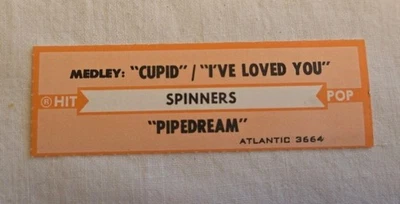 MEDLEY: "CUPID" / "I'VE LOVED YOU"
® HIT SPINNERS POP
"PIPEDREAM"
ATLANTIC 3664